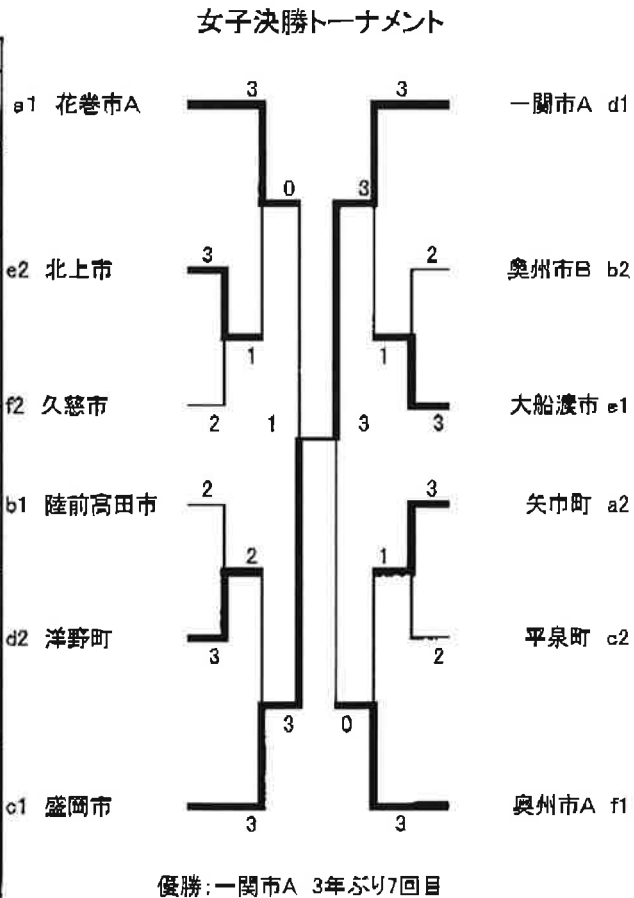 女子決勝トーナメント
3 3
a1 花巻市A 一関市A d1
0 3
3 2
e2 北上市 奥州市B b2
1 1
f2 久慈市 大船渡市 e1
2 1 3 3
2 3
b1 陸前高田市 矢巾町 a2
2 1
d2 洋野町 平泉町 c2
3 2
3 0
c1 盛岡市 奥州市A f1
3 3
優勝:一関市A 3年ぶり7回目